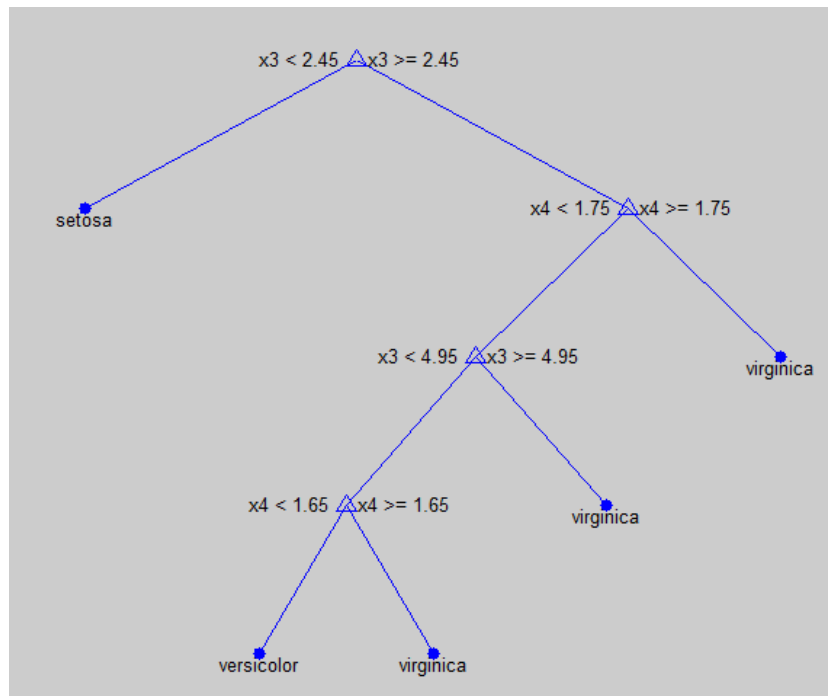 x3 < 2.45 x3 >= 2.45
setosa
x4 < 1.75 x4 >= 1.75
x3 < 4.95 x3 >= 4.95
virginica
x4 < 1.65 x4 >= 1.65
virginica
versicolor
virginica